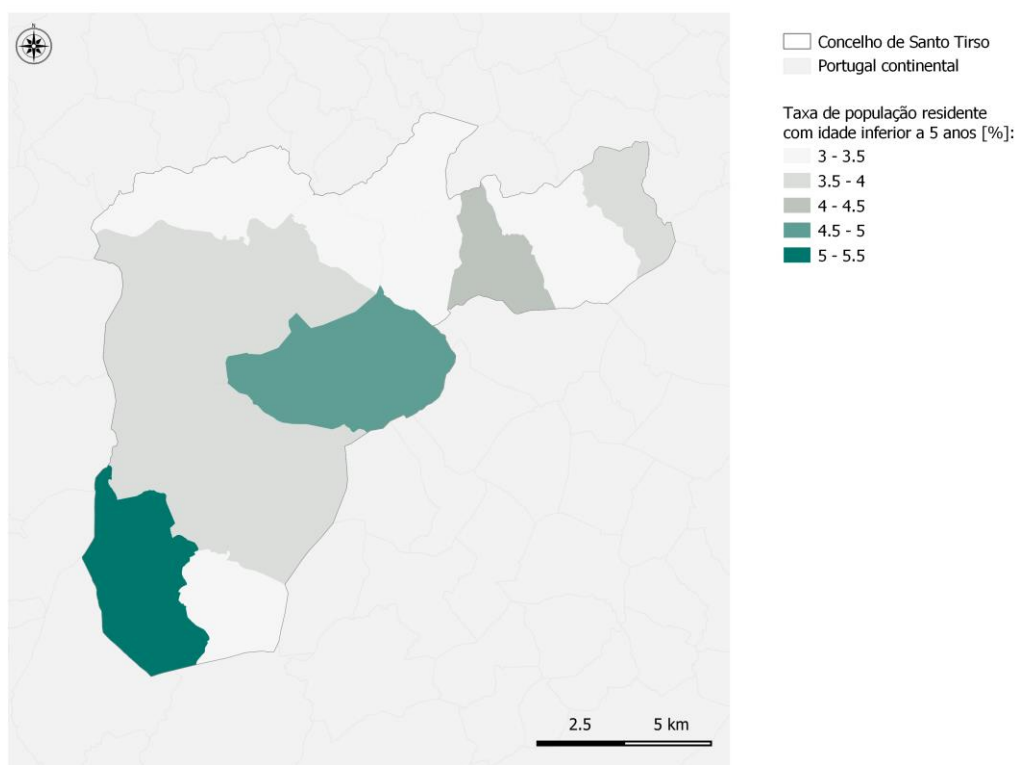 N
Concelho de Santo Tirso
Portugal continental
Taxa de população residente
com idade inferior a 5 anos [%]:
3 - 3.5
3.5 - 4
4 - 4.5
4.5 - 5
5 - 5.5
2.5 5 km